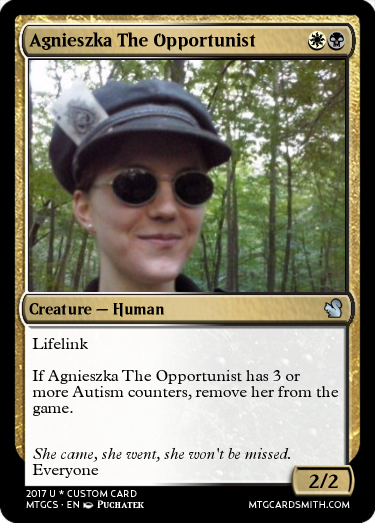 Agnieszka The Opportunist
Creature — Human
Lifelink
If Agnieszka The Opportunist has 3 or
more Autism counters, remove her from the
game.
She came, she went, she won't be missed.
Everyone
2/2
2017 U * CUSTOM CARD
MTGCS • EN PUCHATEK
MTGCARDSMITH.COM